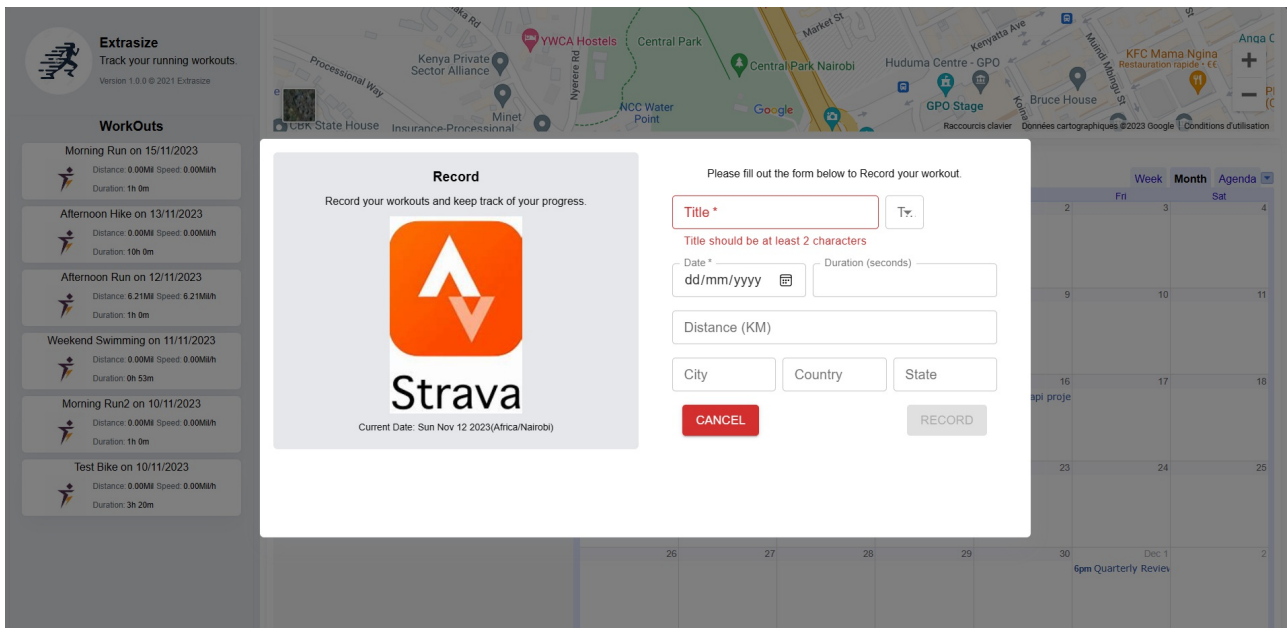 Extrasize
Track your running workouts.
Version 1.0.0 © 2021 Extrasize
WorkOuts
Morning Run on 15/11/2023
Distance: 0.00Mil Speed: 0.00Mil/h
Duration: 1h 0m
Afternoon Hike on 13/11/2023
Distance: 0.00Mil Speed: 0.00Mil/h
Duration: 10h 0m
Afternoon Run on 12/11/2023
Distance: 6.21Mil Speed: 6.21Mil/h
Duration: 1h 0m
Weekend Swimming on 11/11/2023
Distance: 0.00Mil Speed: 0.00Mil/h
Duration: 0h 53m
Morning Run2 on 10/11/2023
Distance: 0.00Mil Speed: 0.00Mil/h
Duration: 1h 0m
Test Bike on 10/11/2023
Distance: 0.00Mil Speed: 0.00Mil/h
Duration: 3h 20m
Processional Way
Kenya Private
Sector Alliance
YWCA Hostels
Nyerere Rd
Central Park
Market St
Central Park Nairobi
Huduma Centre - GPO
Kenyatta Ave
Muindi Mbingu St
KFC Mama Ngina
Restauration rapide • €€
Anga C
NCC Water
Point
GPO Stage
Bruce House
CBK State House
Insurance-Processional
Minet
Google
Raccourcis clavier
Données cartographiques ©2023 Google
Conditions d'utilisation
Record
Record your workouts and keep track of your progress.
Strava
Current Date: Sun Nov 12 2023(Africa/Nairobi)
Please fill out the form below to Record your workout.
Title *
T
Title should be at least 2 characters
Date *
Duration (seconds)
dd/mm/yyyy
Distance (KM)
City
Country
State
CANCEL
RECORD
Week Month Agenda
Fri Sat
2 3 4
9 10 11
16 17 18
api proje
23 24 25
26 27 28 29 30 Dec 1 2
6pm Quarterly Review